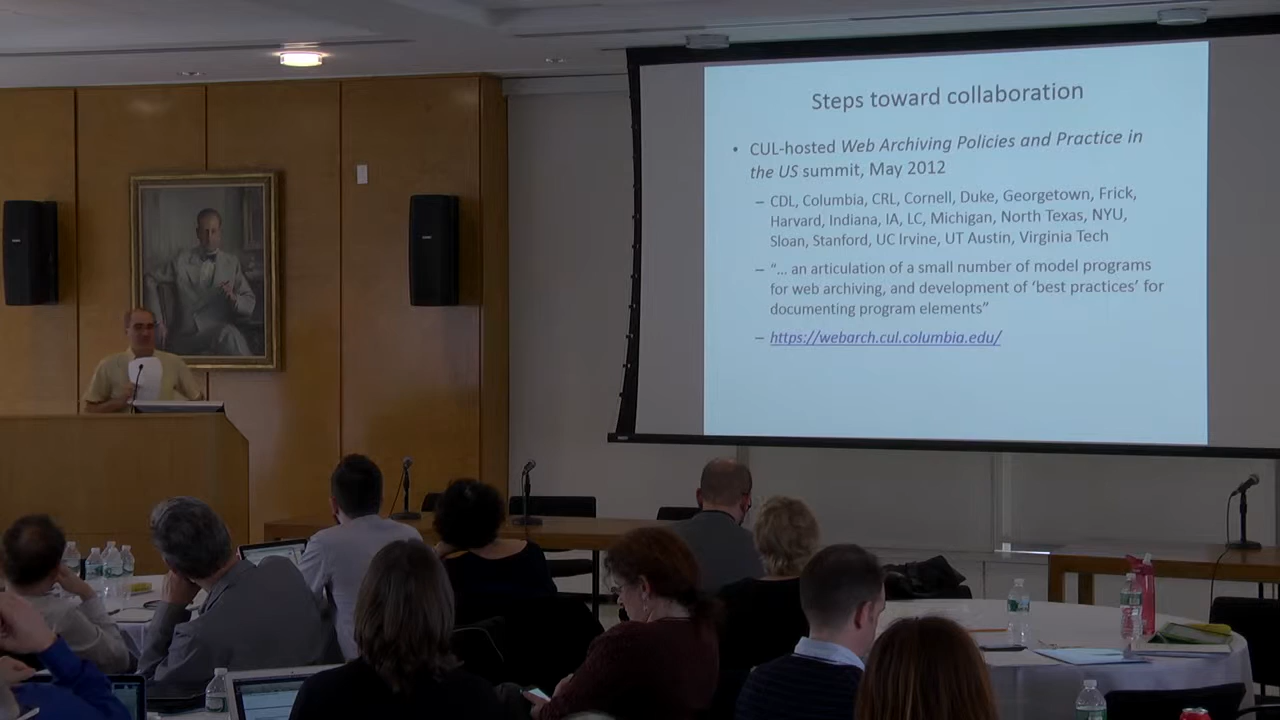 Steps toward collaboration
• CUL-hosted Web Archiving Policies and Practice in
the US summit, May 2012
– CDL, Columbia, CRL, Cornell, Duke, Georgetown, Frick,
Harvard, Indiana, IA, LC, Michigan, North Texas, NYU,
Sloan, Stanford, UC Irvine, UT Austin, Virginia Tech
– “... an articulation of a small number of model programs
for web archiving, and development of ‘best practices’ for
documenting program elements”
– https://webarch.cul.columbia.edu/